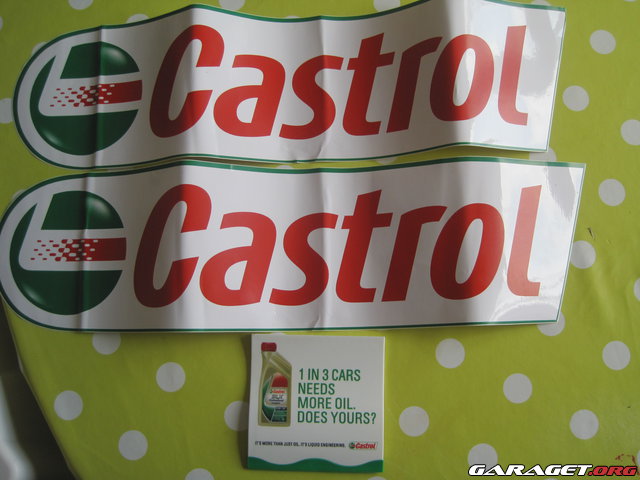 Castrol
Castrol
1 IN 3 CARS
NEEDS
MORE OIL.
DOES YOURS?
IT'S MORE THAN JUST OIL. IT'S LIQUID ENGINEERING.
Castrol
GARAGET.ORG